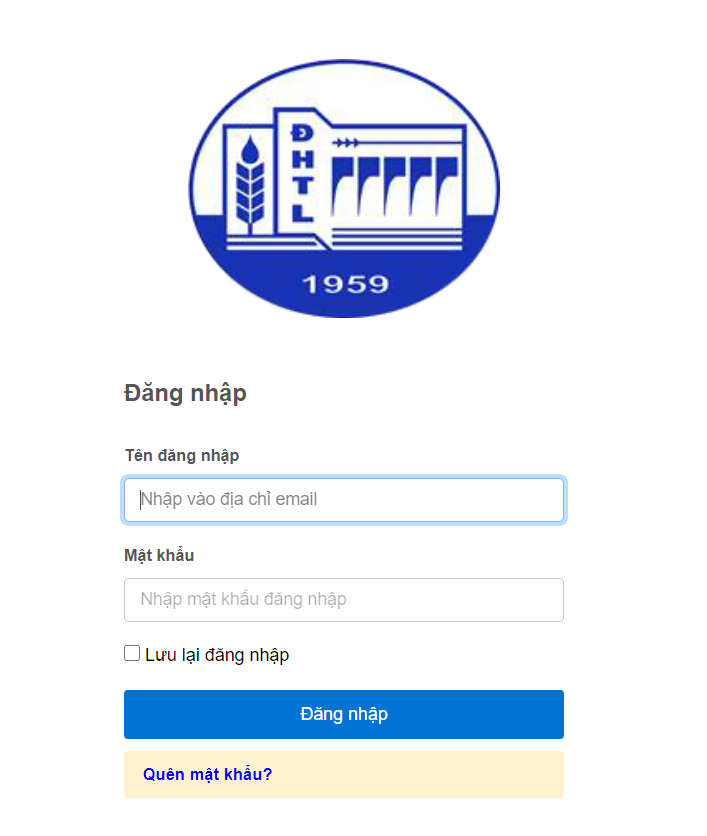 ĐHTL
1959
Đăng nhập
Tên đăng nhập
Nhập vào địa chỉ email
Mật khẩu
Nhập mật khẩu đăng nhập
Lưu lại đăng nhập
Đăng nhập
Quên mật khẩu?